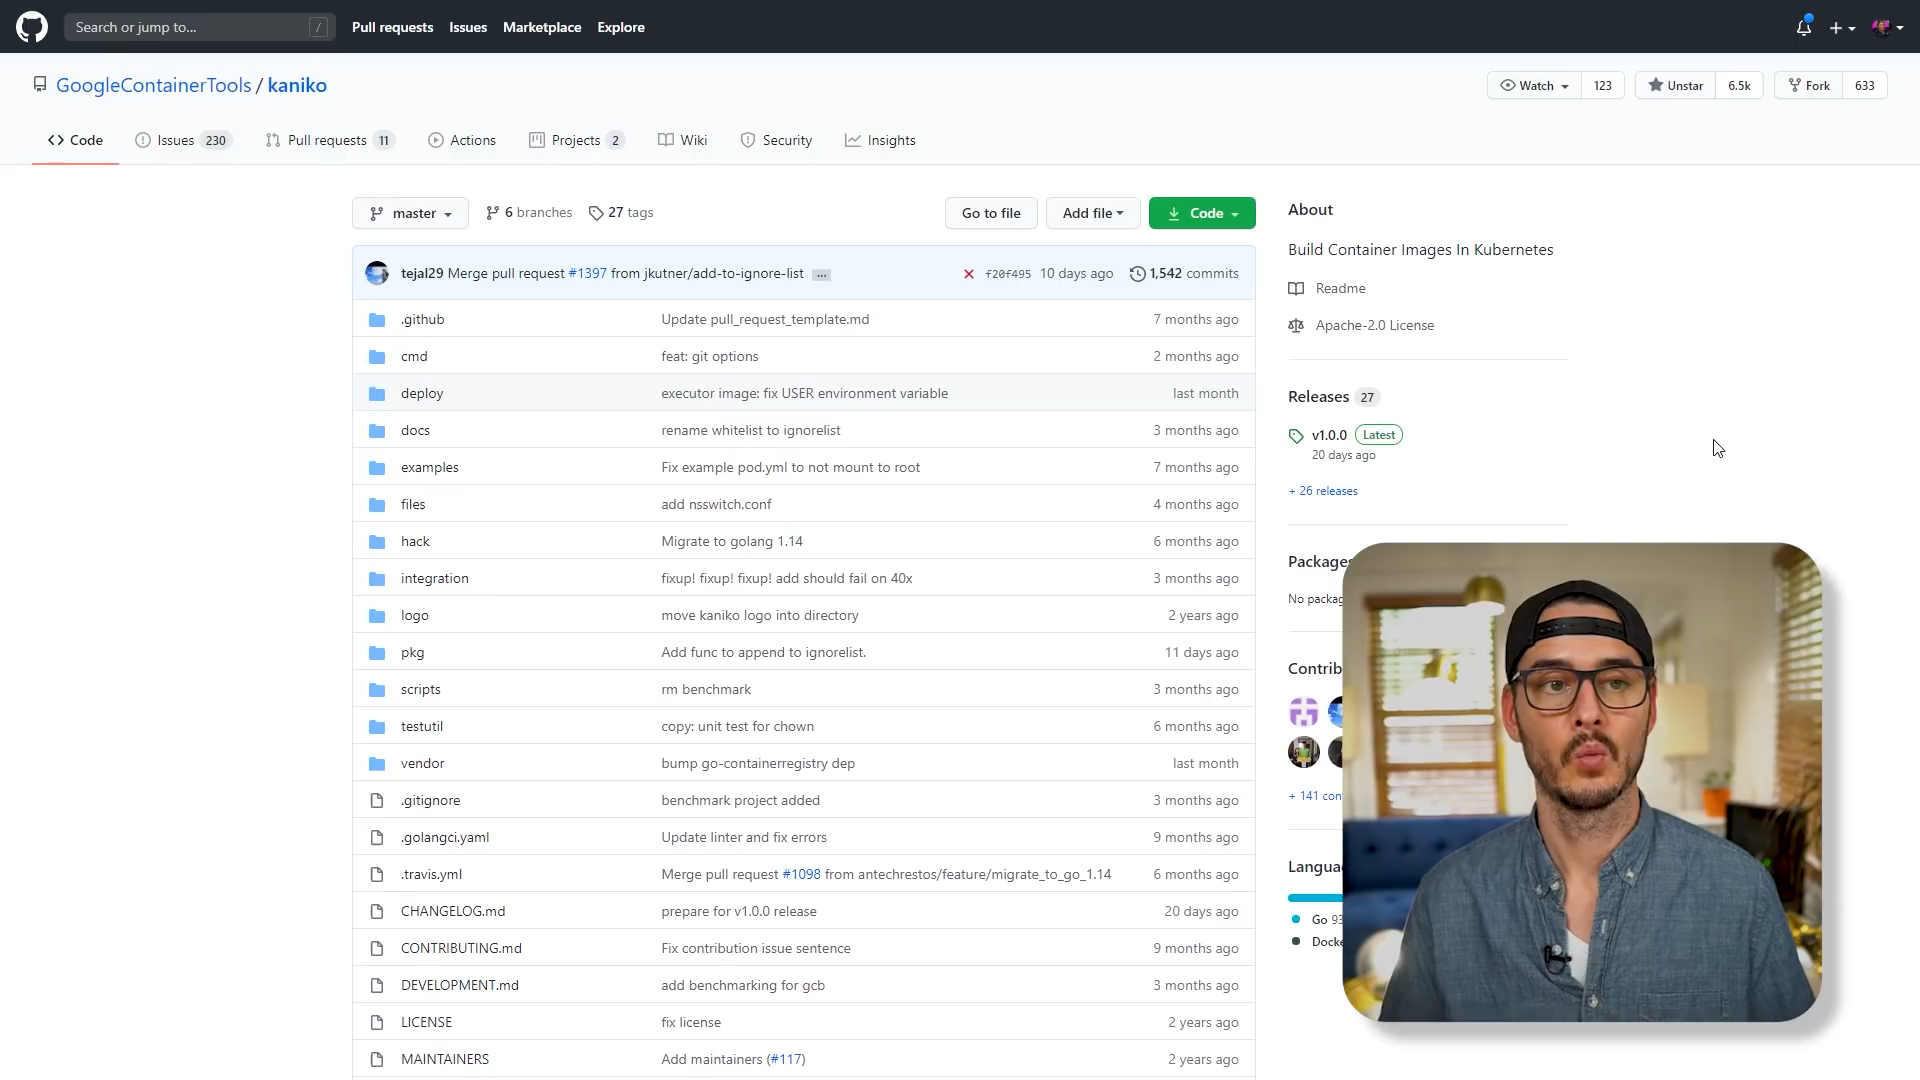 Search or jump to... /
Pull requests Issues Marketplace Explore
GoogleContainerTools / kaniko
Watch 123 Unstar 6.5k Fork 633
Code Issues 230 Pull requests 11 Actions Projects 2 Wiki Security Insights
master 6 branches 27 tags Go to file Add file Code
tejal29 Merge pull request #1397 from jkutner/add-to-ignore-list ... f20f495 10 days ago 1,542 commits
.github Update pull_request_template.md 7 months ago
cmd feat: git options 2 months ago
deploy executor image: fix USER environment variable last month
docs rename whitelist to ignorelist 3 months ago
examples Fix example pod.yml to not mount to root 7 months ago
files add nsswitch.conf 4 months ago
hack Migrate to golang 1.14 6 months ago
integration fixup! fixup! fixup! add should fail on 40x 3 months ago
logo move kaniko logo into directory 2 years ago
pkg Add func to append to ignorelist. 11 days ago
scripts rm benchmark 3 months ago
testutil copy: unit test for chown 6 months ago
vendor bump go-containerregistry dep last month
.gitignore benchmark project added 3 months ago
.golangci.yaml Update linter and fix errors 9 months ago
.travis.yml Merge pull request #1098 from antechrestos/feature/migrate_to_go_1.14 6 months ago
CHANGELOG.md prepare for v1.0.0 release 20 days ago
CONTRIBUTING.md Fix contribution issue sentence 9 months ago
DEVELOPMENT.md add benchmarking for gcb 3 months ago
LICENSE fix license 2 years ago
MAINTAINERS Add maintainers (#117) 2 years ago
About
Build Container Images In Kubernetes
Readme
Apache-2.0 License
Releases 27
v1.0.0 Latest
20 days ago
+ 26 releases
Packages
No packag
Contrib
+ 141 con
Langua
Go 93
Docke